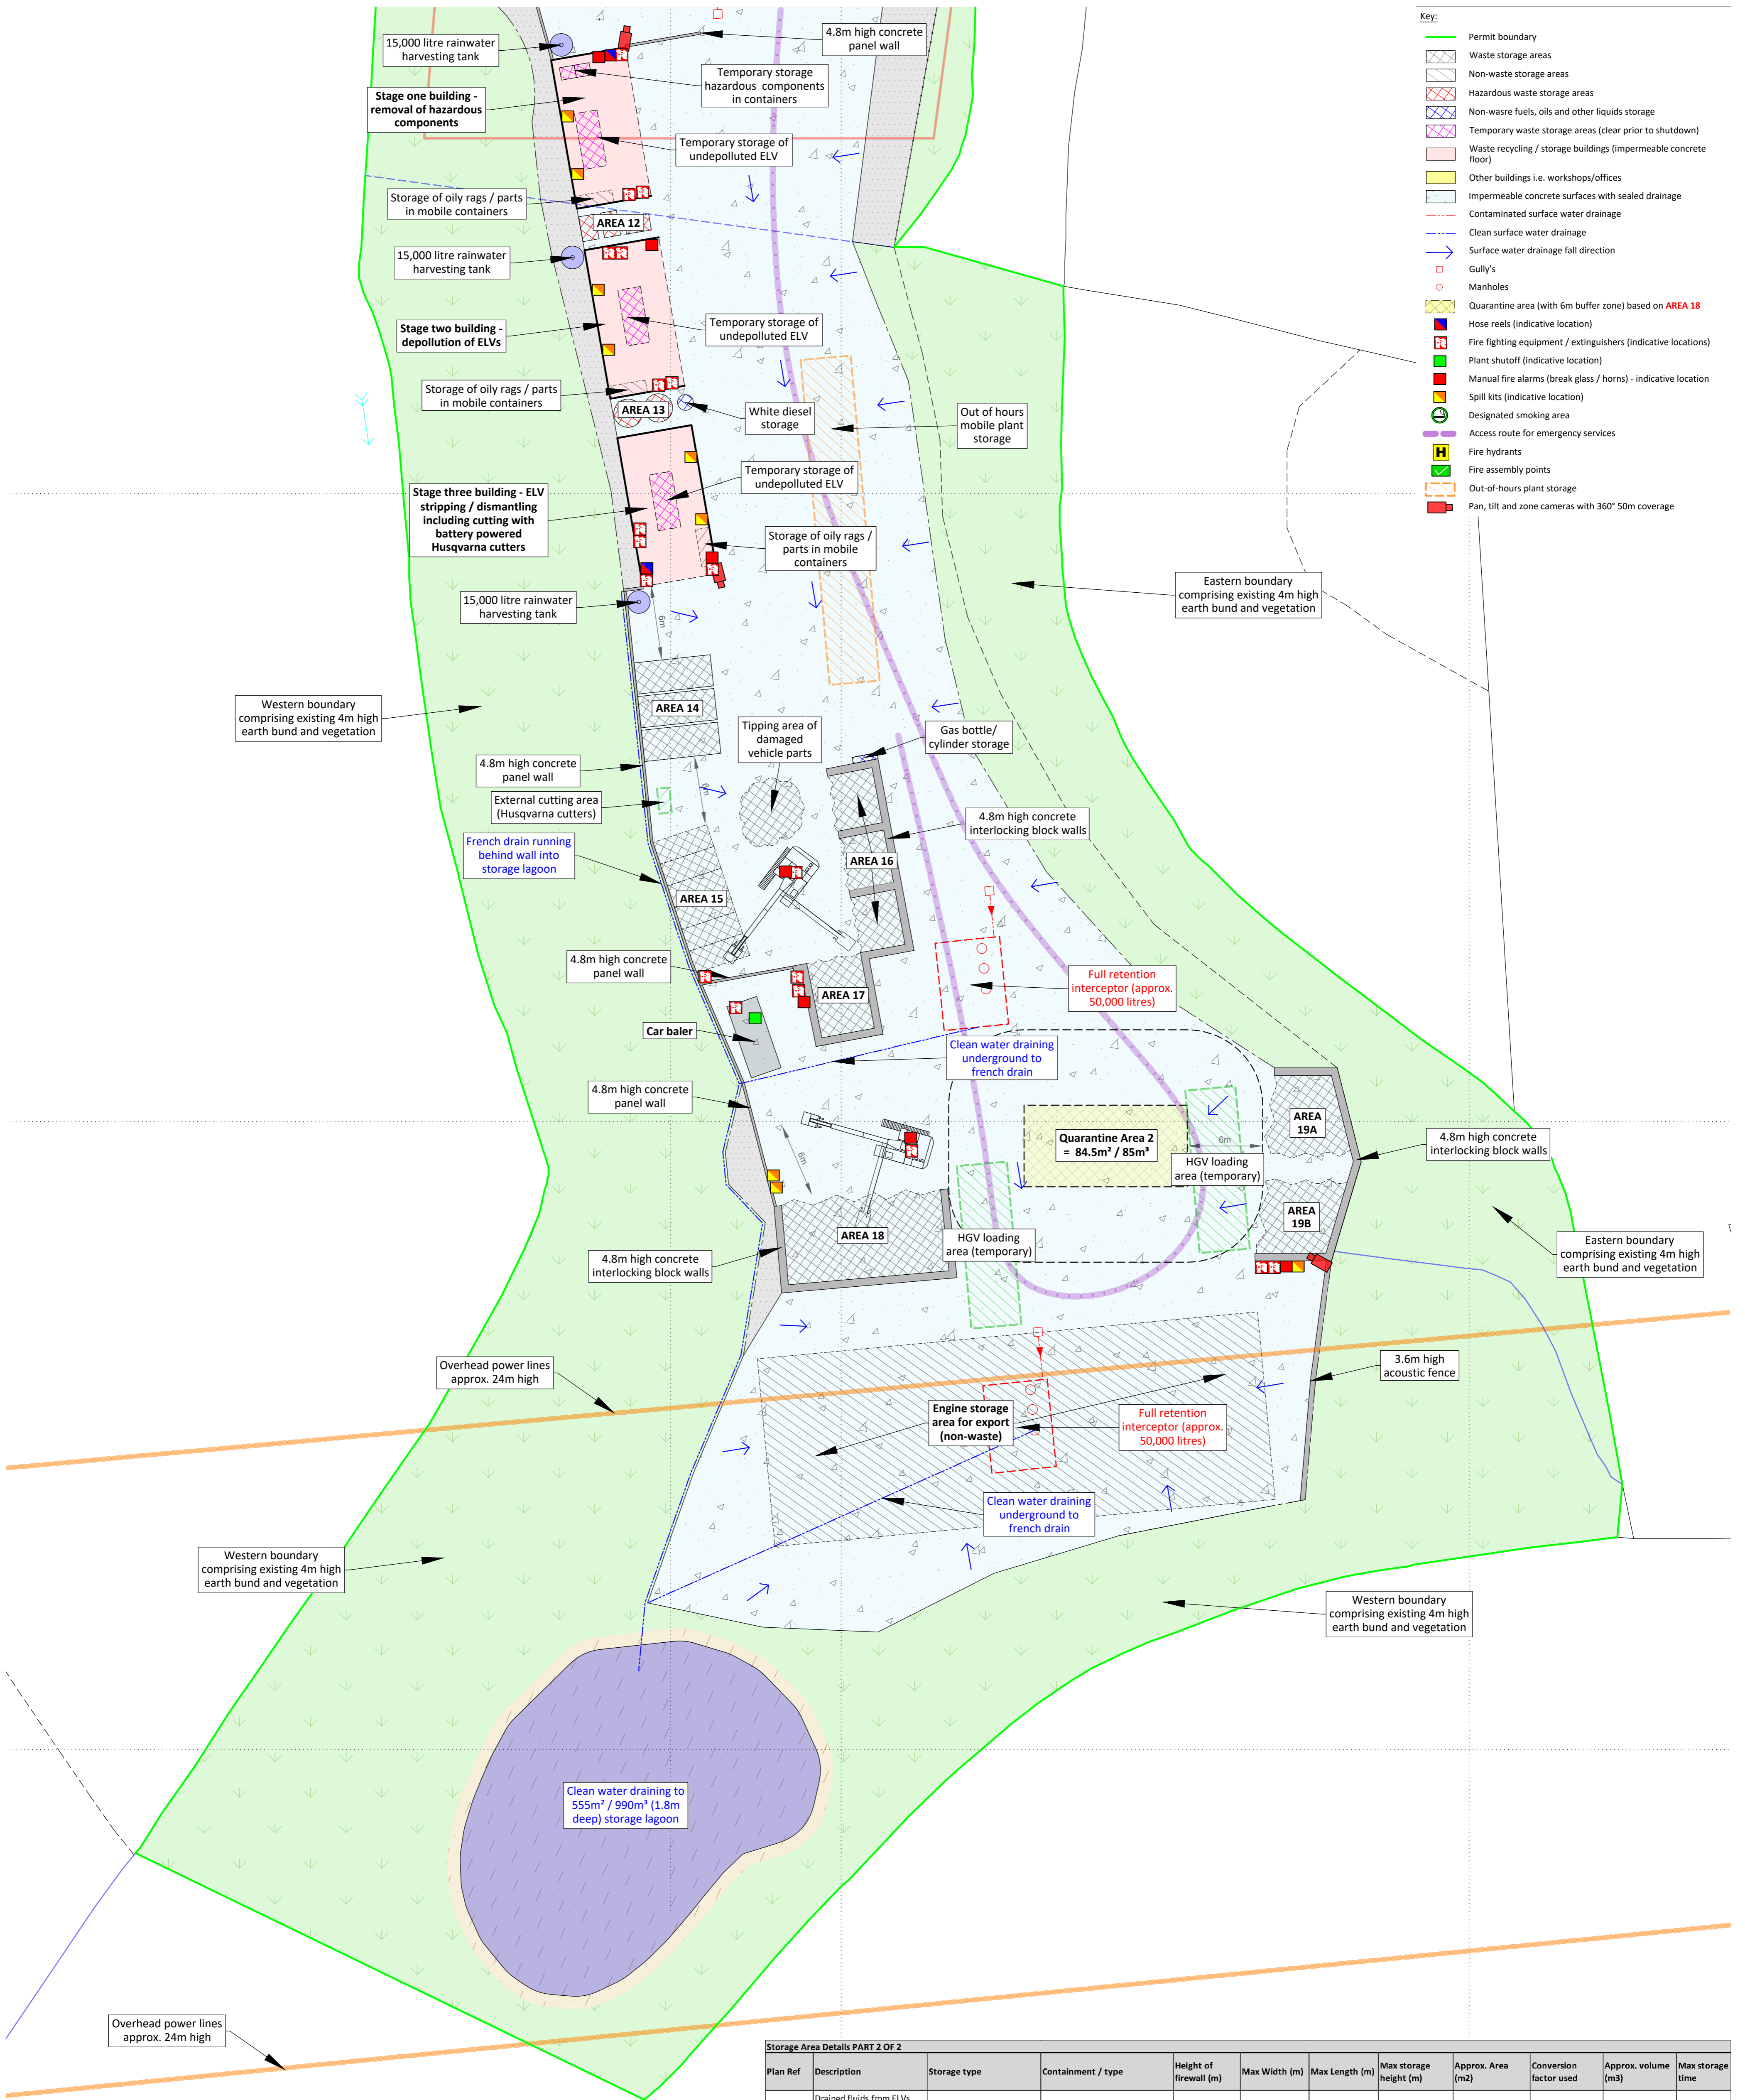 Key:
Permit boundary
Waste storage areas
Non-waste storage areas
Hazardous waste storage areas
Non-wasre fuels, oils and other liquids storage
Temporary waste storage areas (clear prior to shutdown)
Waste recycling / storage buildings (impermeable concrete
floor)
Other buildings i.e. workshops/offices
Impermeable concrete surfaces with sealed drainage
Contaminated surface water drainage
Clean surface water drainage
Surface water drainage fall direction
Gully's
Manholes
Quarantine area (with 6m buffer zone) based on AREA 18
Hose reels (indicative location)
Fire fighting equipment / extinguishers (indicative locations)
Plant shutoff (indicative location)
Manual fire alarms (break glass / horns) - indicative location
Spill kits (indicative location)
Designated smoking area
Access route for emergency services
H
Fire hydrants
Fire assembly points
Out-of-hours plant storage
Pan, tilt and zone cameras with 360° 50m coverage
15,000 litre rainwater
harvesting tank
4.8m high concrete
panel wall
Temporary storage
hazardous components
in containers
Stage one building -
removal of hazardous
components
Temporary storage of
undepolluted ELV
Storage of oily rags / parts
in mobile containers
AREA 12
15,000 litre rainwater
harvesting tank
Stage two building -
depollution of ELVs
Temporary storage of
undepolluted ELV
Storage of oily rags / parts
in mobile containers
AREA 13
White diesel
storage
Out of hours
mobile plant
storage
Temporary storage of
undepolluted ELV
Stage three building - ELV
stripping / dismantling
including cutting with
battery powered
Husqvarna cutters
Storage of oily rags /
parts in mobile
containers
15,000 litre rainwater
harvesting tank
6m
Eastern boundary
comprising existing 4m high
earth bund and vegetation
Western boundary
comprising existing 4m high
earth bund and vegetation
AREA 14
Tipping area of
damaged
vehicle parts
Gas bottle/
cylinder storage
4.8m high concrete
panel wall
6m
External cutting area
(Husqvarna cutters)
4.8m high concrete
interlocking block walls
French drain running
behind wall into
storage lagoon
AREA 16
AREA 15
4.8m high concrete
panel wall
Full retention
interceptor (approx.
50,000 litres)
AREA 17
Car baler
Clean water draining
underground to
french drain
4.8m high concrete
panel wall
AREA
19A
Quarantine Area 2
= 84.5m² / 85m³
6m
6m
HGV loading
area (temporary)
4.8m high concrete
interlocking block walls
AREA
19B
AREA 18
HGV loading
area (temporary)
4.8m high concrete
interlocking block walls
Eastern boundary
comprising existing 4m high
earth bund and vegetation
Overhead power lines
approx. 24m high
3.6m high
acoustic fence
Engine storage
area for export
(non-waste)
Full retention
interceptor (approx.
50,000 litres)
Clean water draining
underground to
french drain
Western boundary
comprising existing 4m high
earth bund and vegetation
Western boundary
comprising existing 4m high
earth bund and vegetation
Clean water draining to
555m² / 990m³ (1.8m
deep) storage lagoon
Overhead power lines
approx. 24m high
Storage Area Details PART 2 OF 2
Plan Ref Description Storage type Containment / type Height of firewall (m) Max Width (m) Max Length (m) Max storage height (m) Approx. Area (m2) Conversion factor used Approx. volume (m3) Max storage time
Drained fluids from ELVs